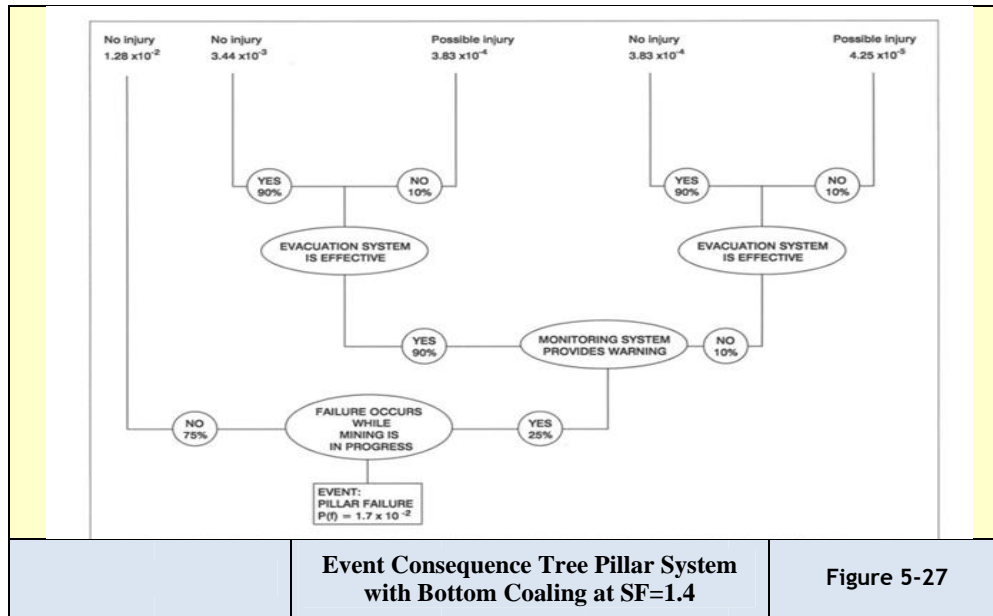 No injury
1.28 x10⁻²
No injury
3.44 x10⁻³
Possible injury
3.83 x10⁻⁴
No injury
3.83 x10⁻⁴
Possible injury
4.25 x10⁻⁵
YES
90%
NO
10%
YES
90%
NO
10%
EVACUATION SYSTEM
IS EFFECTIVE
EVACUATION SYSTEM
IS EFFECTIVE
YES
90%
MONITORING SYSTEM
PROVIDES WARNING
NO
10%
NO
75%
FAILURE OCCURS
WHILE
MINING IS
IN PROGRESS
YES
25%
EVENT:
PILLAR FAILURE
P(f) = 1.7 x 10⁻²
Event Consequence Tree Pillar System
with Bottom Coaling at SF=1.4
Figure 5-27